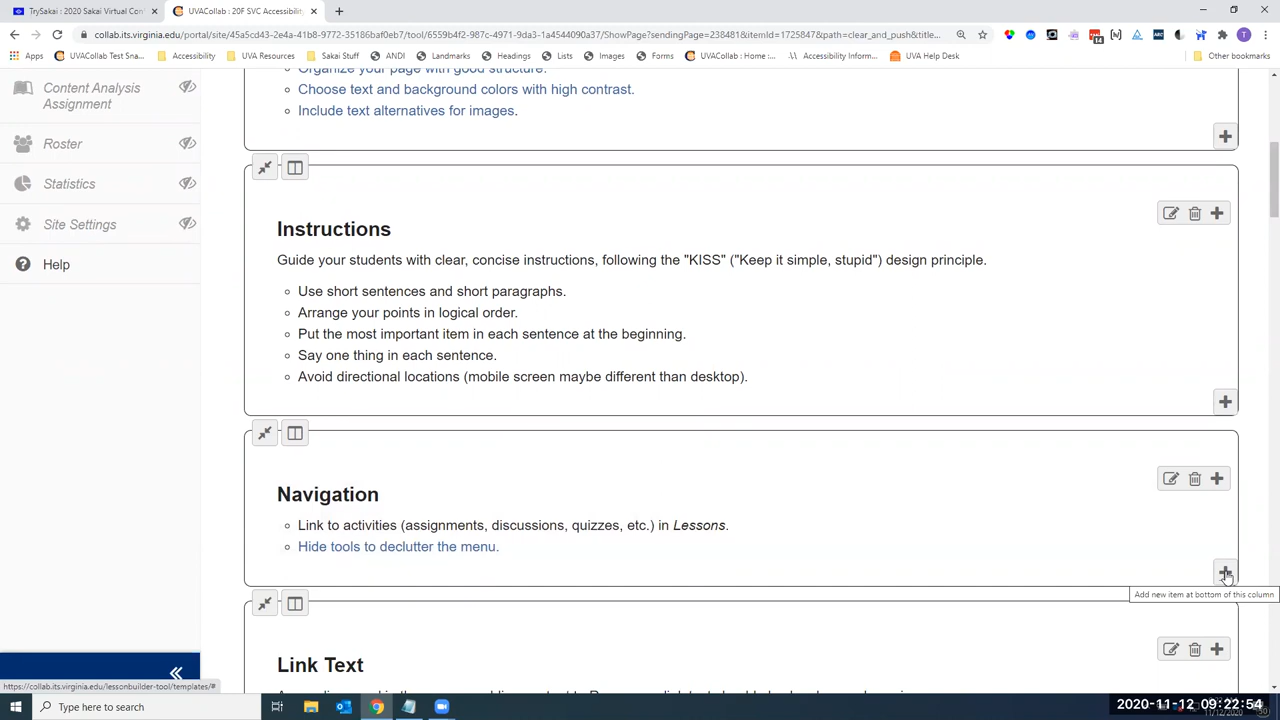 TrySakai : 2020 Sakai Virtual Con
UVACollab : 20F SVC Accessibility
collab.its.virginia.edu/portal/site/45a5cd43-2e4a-41b8-9772-35186baf0eb7/tool/6559b4f2-987c-4971-9da3-1a4544090a37/ShowPage?sendingPage=238481&itemId=1725847&path=clear_and_push&title...
Apps
UVACollab Test Sna...
Accessibility
UVA Resources
Sakai Stuff
ANDI
Landmarks
Headings
Lists
Images
Forms
UVACollab : Home :...
Accessibility Inform...
UVA Help Desk
Other bookmarks
Content Analysis
Assignment
Roster
Statistics
Site Settings
Help
Organize your page with good structure.
Choose text and background colors with high contrast.
Include text alternatives for images.
Instructions
Guide your students with clear, concise instructions, following the "KISS" ("Keep it simple, stupid") design principle.
Use short sentences and short paragraphs.
Arrange your points in logical order.
Put the most important item in each sentence at the beginning.
Say one thing in each sentence.
Avoid directional locations (mobile screen maybe different than desktop).
Navigation
Link to activities (assignments, discussions, quizzes, etc.) in Lessons.
Hide tools to declutter the menu.
Add new item at bottom of this column
Link Text
https://collab.its.virginia.edu/lessonbuilder-tool/templates/#
Type here to search
2020-11-12 09:22:54